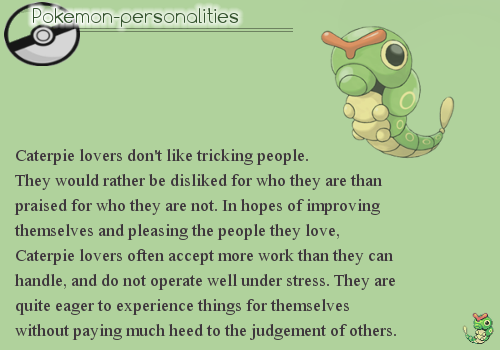 Pokemon-personalities
Caterpie lovers don't like tricking people.
They would rather be disliked for who they are than
praised for who they are not. In hopes of improving
themselves and pleasing the people they love,
Caterpie lovers often accept more work than they can
handle, and do not operate well under stress. They are
quite eager to experience things for themselves
without paying much heed to the judgement of others.